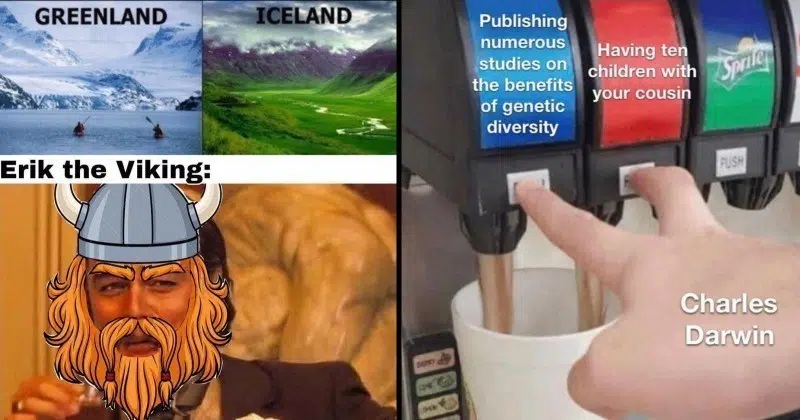 GREENLAND
ICELAND
Erik the Viking:
Publishing
numerous
studies on
the benefits
of genetic
diversity
Having ten
children with
your cousin
Sprite
PUSH
Charles
Darwin